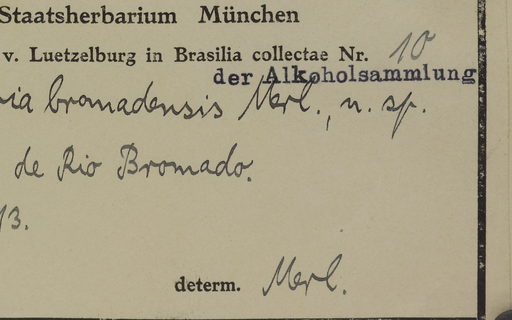 Staatsherbarium München
v. Luetzelburg in Brasilia collectae Nr. 10
der Alkoholsammlung
ia bromadensis Merl., n. sp.
de Rio Bromado.
13.
determ. Merl.